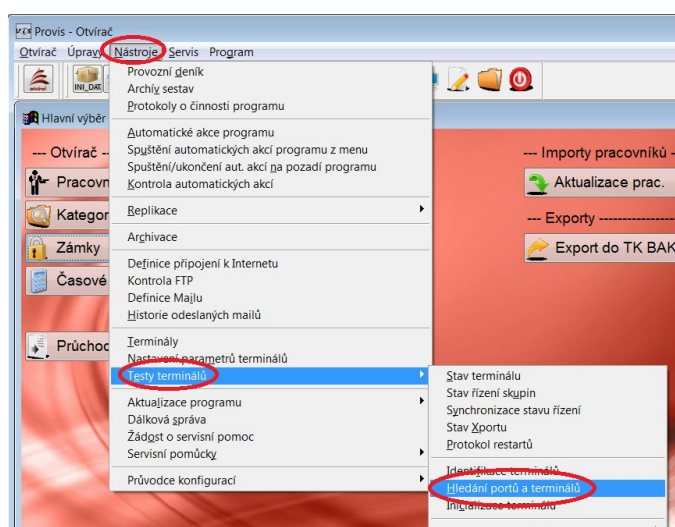 Provis - Otvírač
Otvírač Úpravy Nástroje Servis Program
INI_DAT
Hlavní výběr
--- Otvírač --
Pracovn
Kategor
Zámky
Časové
Průchoc
Provozní deník
Archív sestav
Protokoly o činnosti programu
Automatické akce programu
Spuštění automatických akcí programu z menu
Spuštění/ukončení aut. akcí na pozadí programu
Kontrola automatických akcí
Replikace
Archivace
Definice připojení k Internetu
Kontrola FTP
Definice Majlu
Historie odeslaných mailů
Terminály
Nastavení parametrů terminálů
Testy terminálů
Aktualizace programu
Dálková správa
Žádost o servisní pomoc
Servisní pomůcky
Průvodce konfigurací
Stav terminálu
Stav řízení skupin
Synchronizace stavu řízení
Stav Xportu
Protokol restartů
Identifikace terminálů
Hledání portů a terminálů
Inicializace terminálů
--- Importy pracovníků -
Aktualizace prac.
--- Exporty ----------------
Export do TK BAK